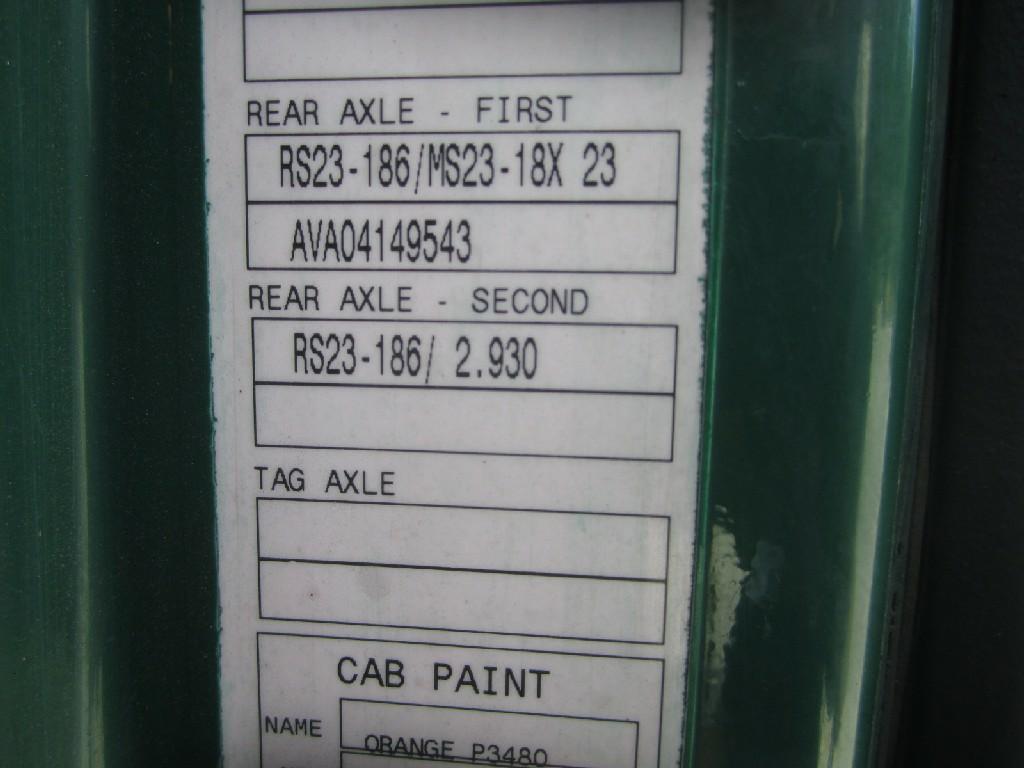 REAR AXLE - FIRST
RS23-186/MS23-18X 23
AVA04149543
REAR AXLE - SECOND
RS23-186/ 2.930
TAG AXLE
CAB PAINT
NAME
ORANGE P3480